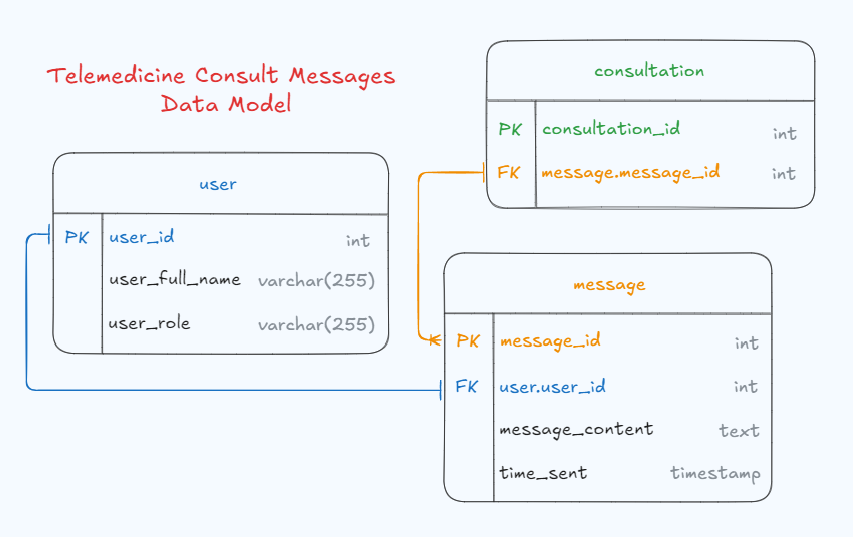 Telemedicine Consult Messages
Data Model
user
PK user_id int
user_full_name varchar(255)
user_role varchar(255)
consultation
PK consultation_id int
FK message.message_id int
message
PK message_id int
FK user.user_id int
message_content text
time_sent timestamp